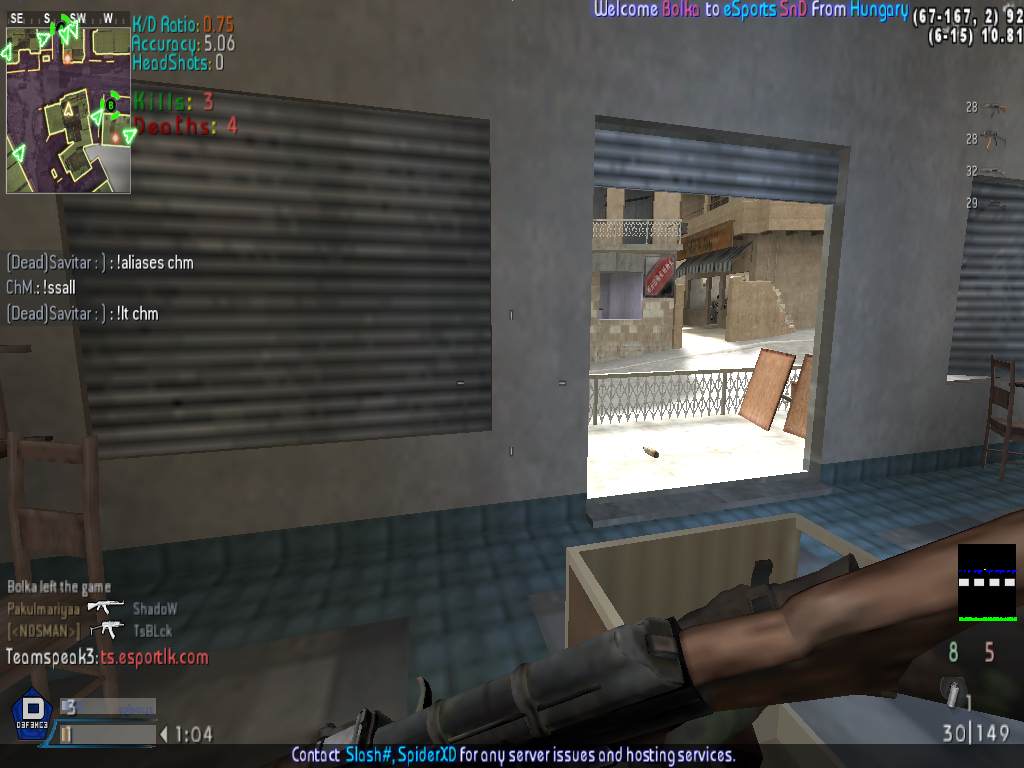 SE S SW W
K/D Ratio: 0.75
Accuracy: 5.06
HeadShots: 0
Kills: 3
Deaths: 4
Welcome Bolka to eSports SnD From Hungary
(67-167, 2) 92
(6-15) 10.81
28
28
32
29
(Dead)Savitar : ) : !aliases chm
ChM.: !ssall
(Dead)Savitar : ) : !lt chm
Bolka left the game
Pakulmariyaa ShadoW
[<NOSMAN>] TsBLck
Teamspeak3:ts.esportlk.com
8 5
1
D
3
1:04
30|149
Contact Slash#, SpiderXD for any server issues and hosting services.